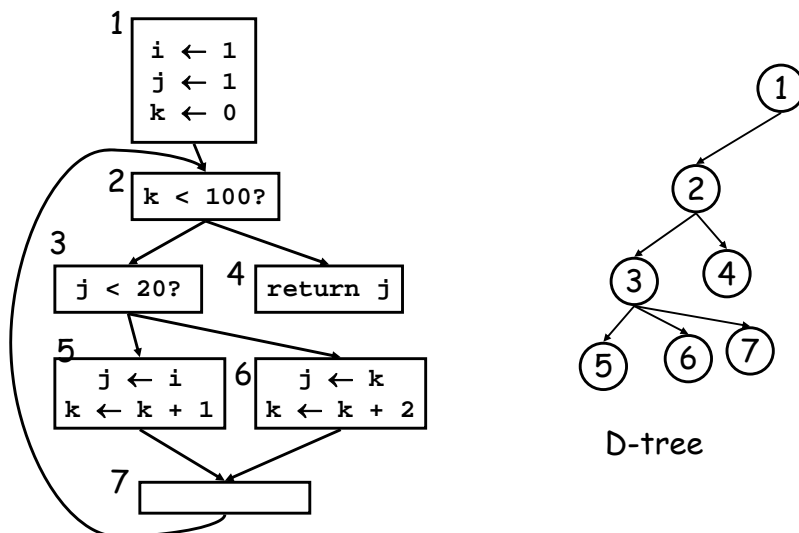 1
i ← 1
j ← 1
k ← 0
2
k < 100?
3
j < 20?
4
return j
5
j ← i
k ← k + 1
6
j ← k
k ← k + 2
7
1
2
3
4
5
6
7
D-tree